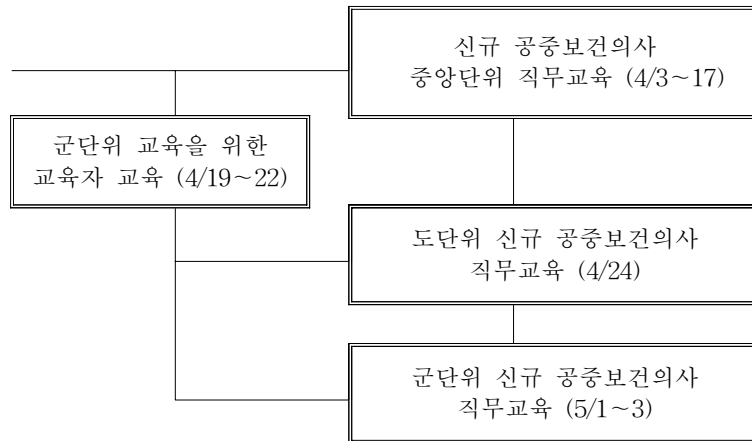 신규 공중보건의사
중앙단위 직무교육 (4/3~17)
군단위 교육을 위한
교육자 교육 (4/19~22)
도단위 신규 공중보건의사
직무교육 (4/24)
군단위 신규 공중보건의사
직무교육 (5/1~3)